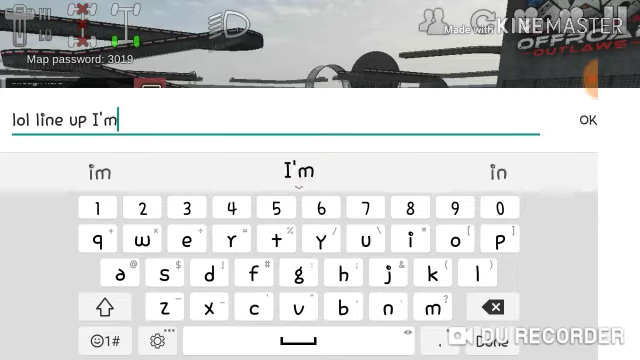 Made with KINEMASTER
OFFROAD
OUTLAWS
Map password: 3019
lol line up I'm
OK
im I'm in
1 2 3 4 5 6 7 8 9 0
q w e r t y u i o p
a s d f g h j k l
z x c v b n m
1# . Done
DU RECORDER